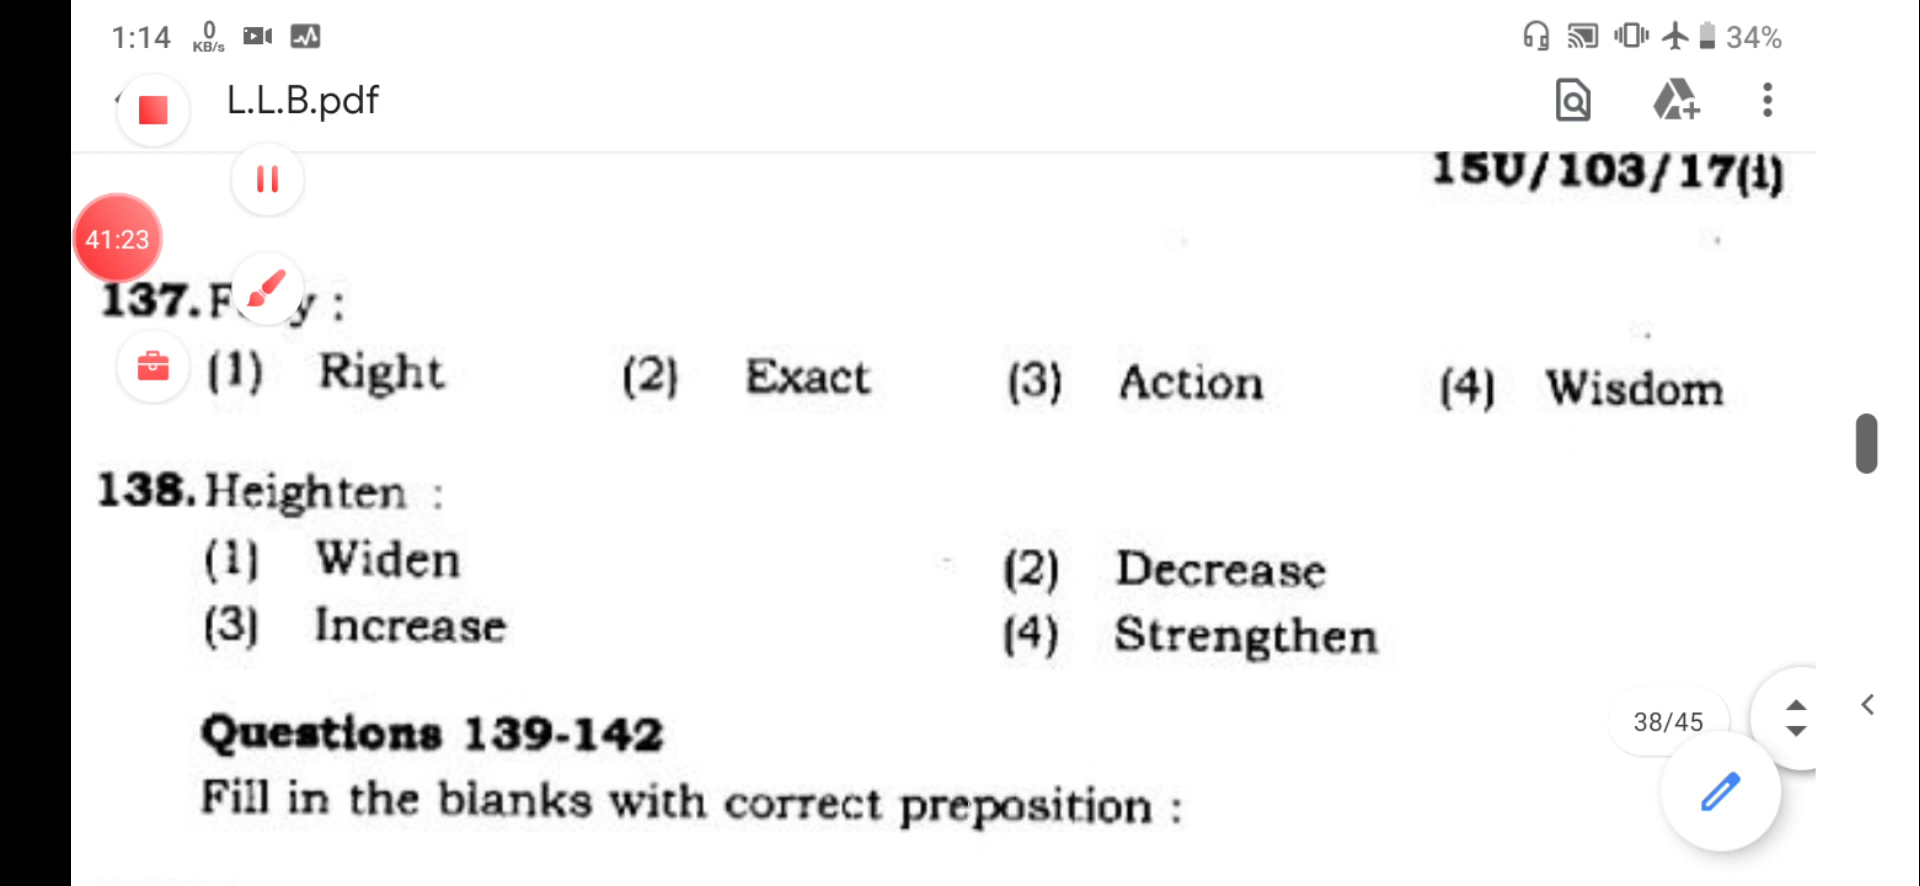 1:14 0 KB/s 34%
L.L.B.pdf
15U/103/17(i)
41:23
137.
(1) Right (2) Exact (3) Action (4) Wisdom
138. Heighten :
(1) Widen (2) Decrease
(3) Increase (4) Strengthen
Questions 139-142
38/45
Fill in the blanks with correct preposition :